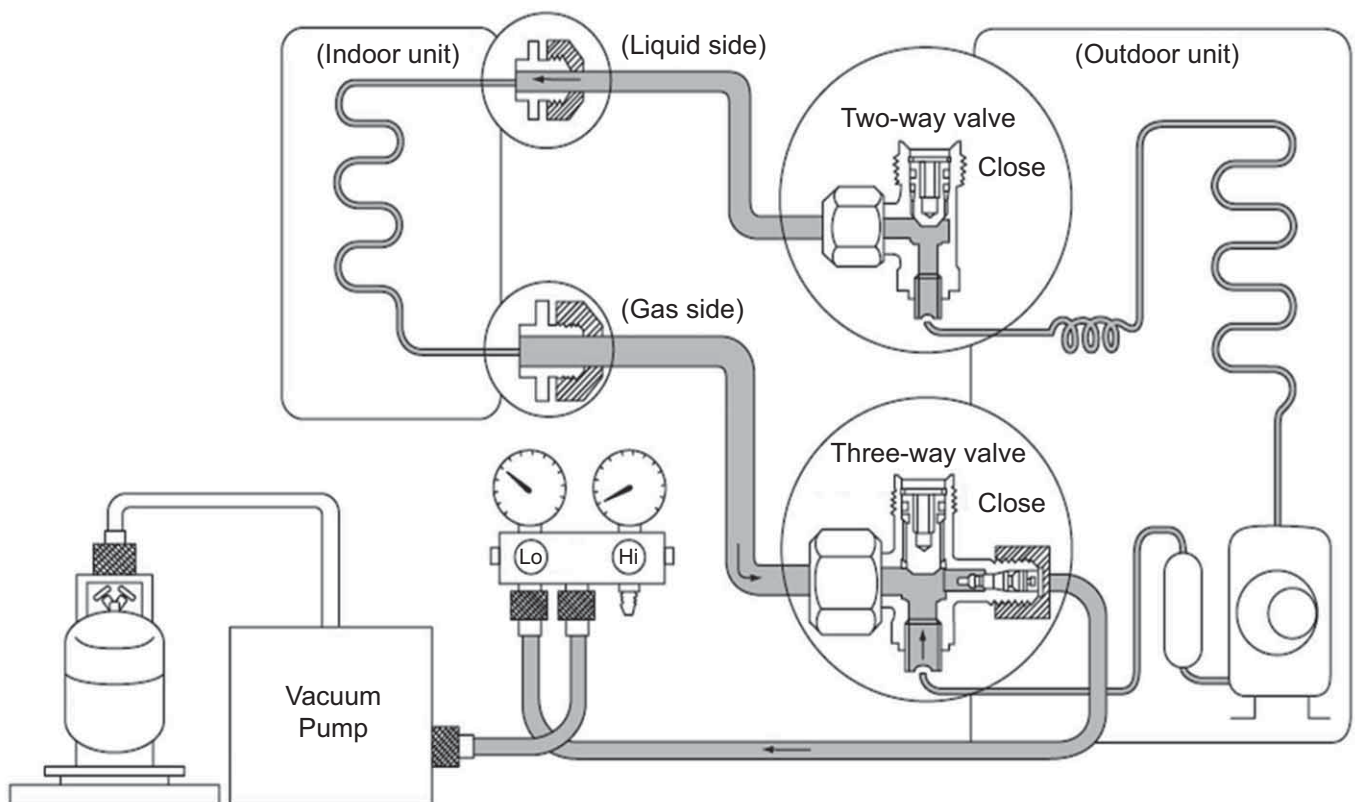 (Indoor unit)
(Liquid side)
(Outdoor unit)
Two-way valve
Close
(Gas side)
Three-way valve
Close
Lo
Hi
Vacuum
Pump